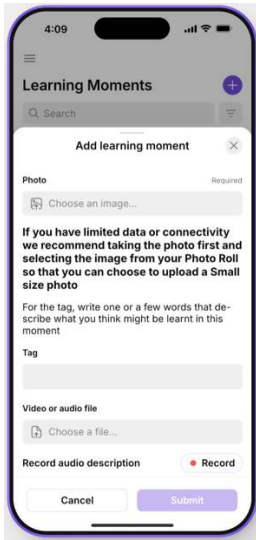 4:09
Learning Moments
Search
Add learning moment
Photo Required
Choose an image...
If you have limited data or connectivity
we recommend taking the photo first and
selecting the image from your Photo Roll
so that you can choose to upload a Small
size photo
For the tag, write one or a few words that de-
scribe what you think might be learnt in this
moment
Tag
Video or audio file
Choose a file...
Record audio description Record
Cancel Submit